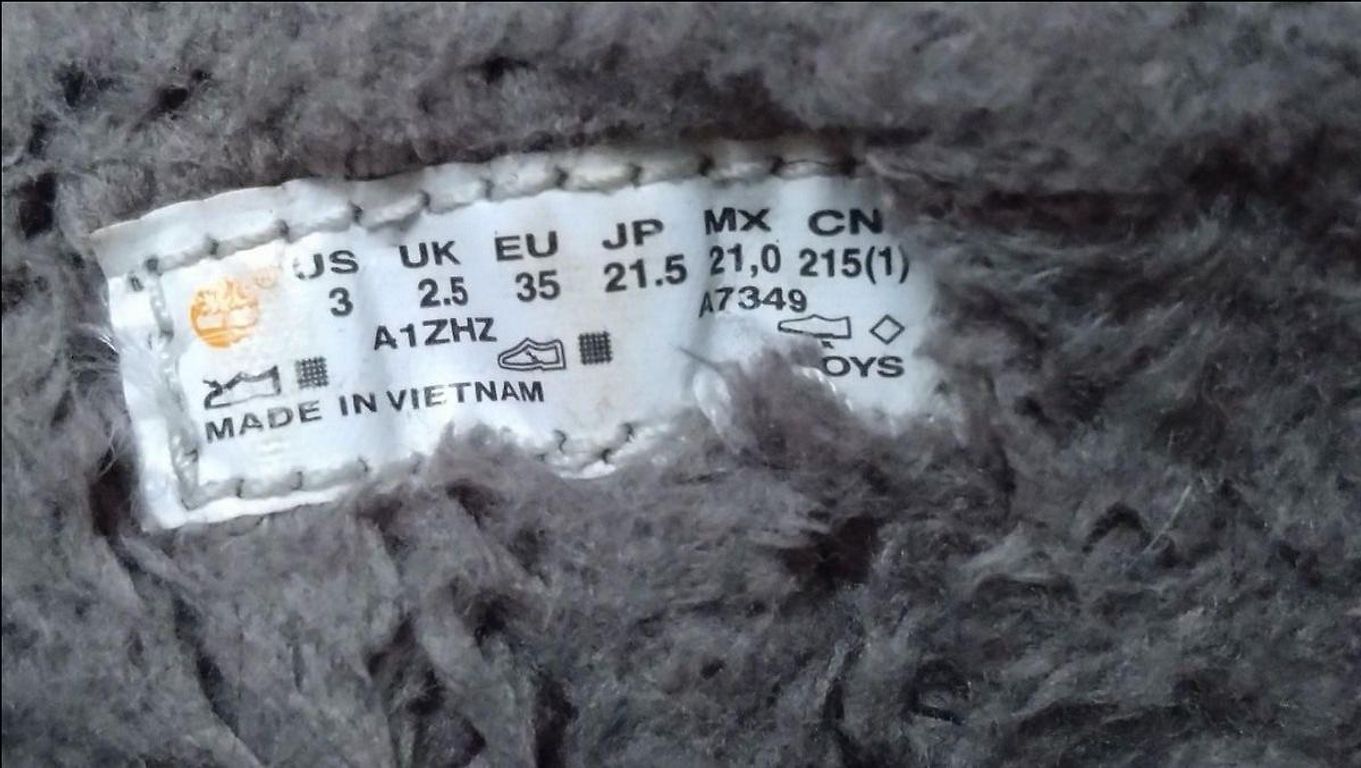 US UK EU JP MX CN
3 2.5 35 21.5 21,0 215(1)
A1ZHZ A7349
MADE IN VIETNAM OYS